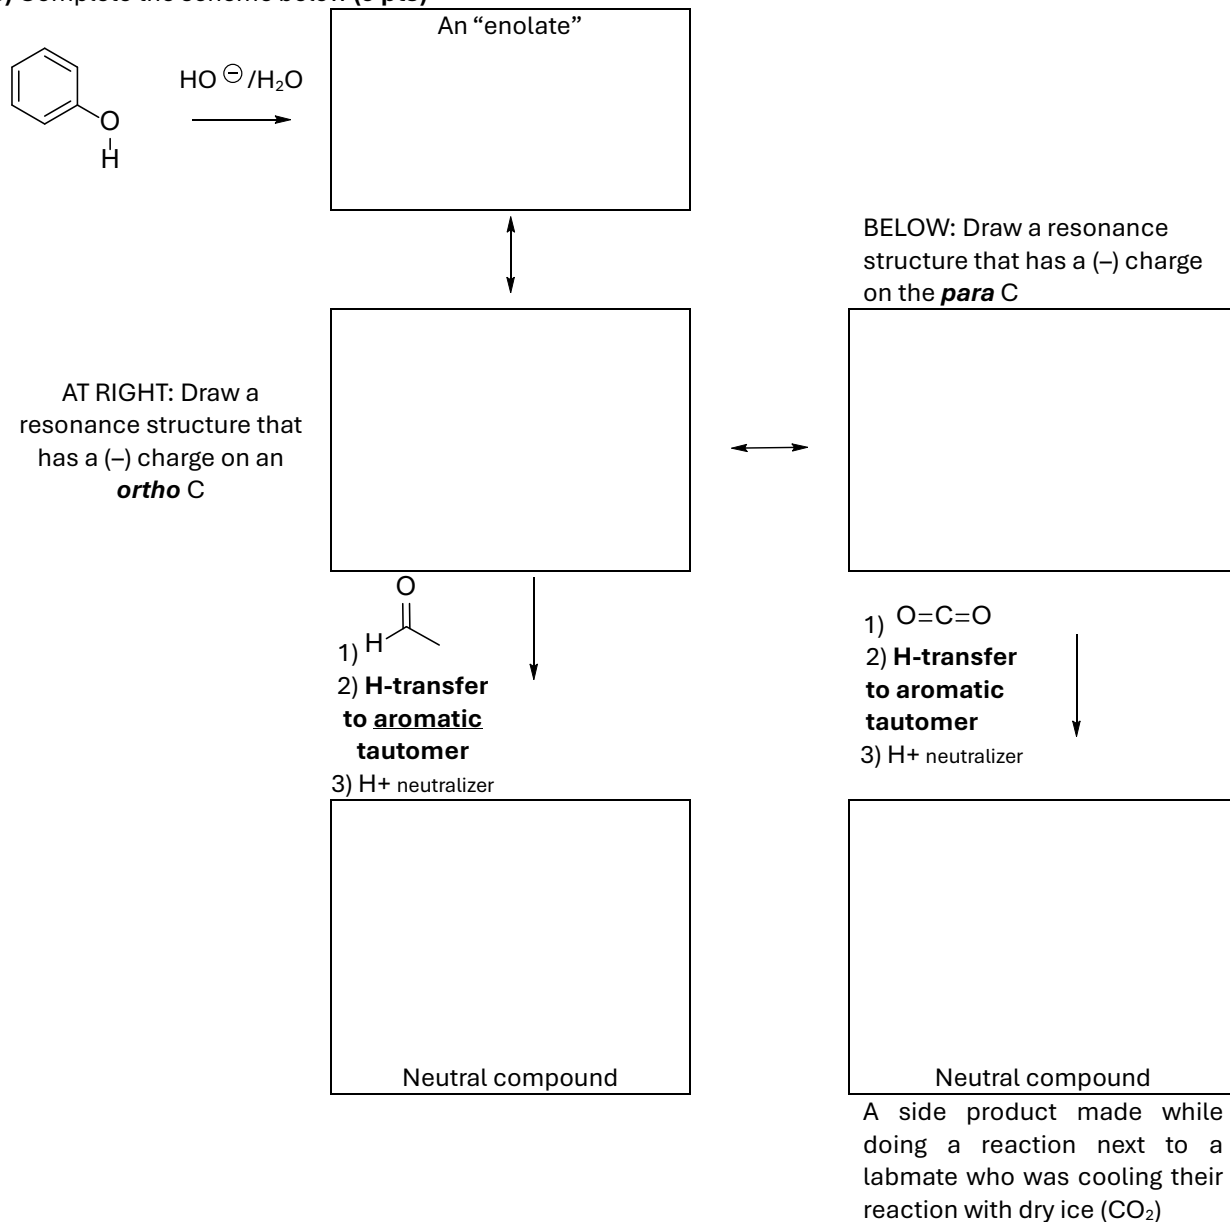 Complete the scheme below
An “enolate”
HO ⊖ /H₂O
O
H
BELOW: Draw a resonance
structure that has a (–) charge
on the para C
AT RIGHT: Draw a
resonance structure that
has a (–) charge on an
ortho C
O
1) H
2) H-transfer
to aromatic
tautomer
3) H+ neutralizer
1) O=C=O
2) H-transfer
to aromatic
tautomer
3) H+ neutralizer
Neutral compound
Neutral compound
A side product made while
doing a reaction next to a
labmate who was cooling their
reaction with dry ice (CO₂)